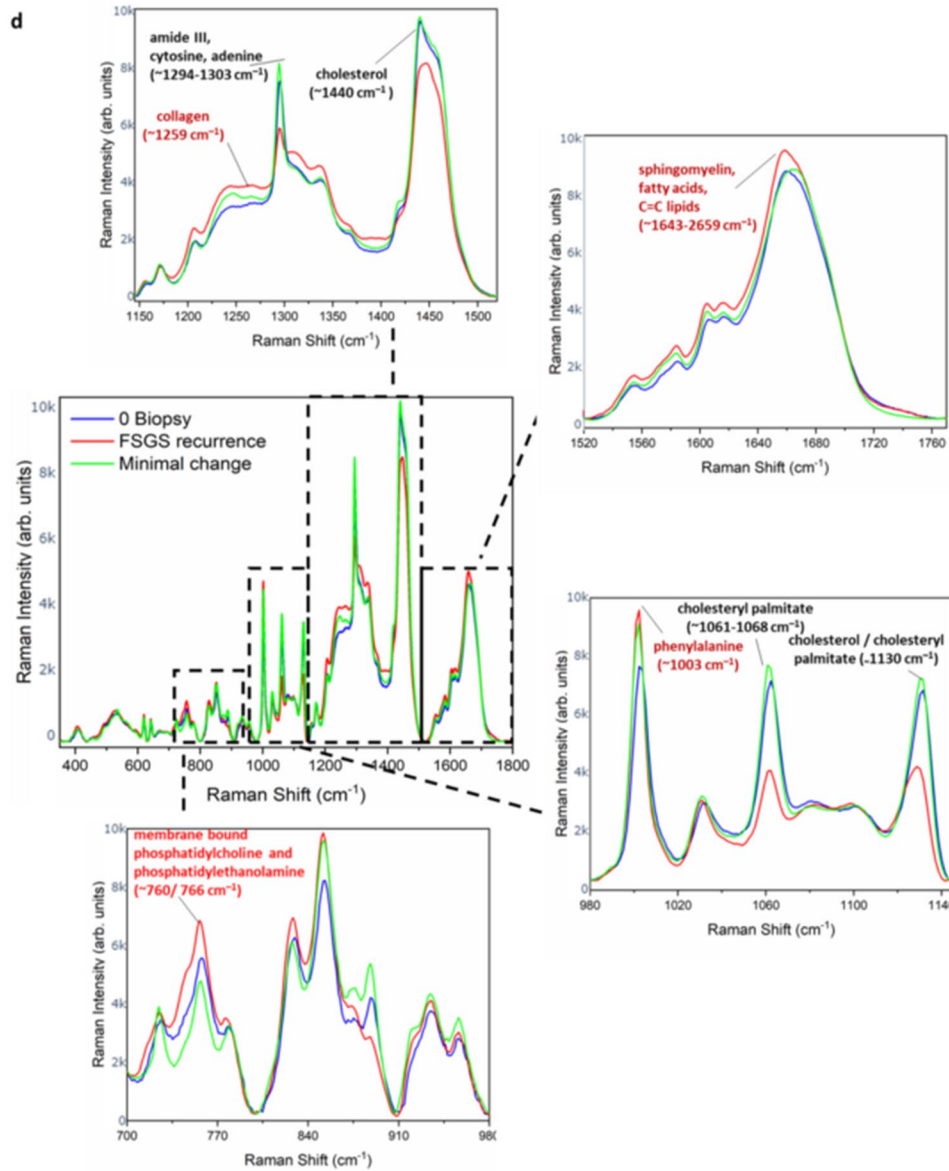 d
10k
8k
6k
4k
2k
0
Raman Intensity (arb. units)
amide III,
cytosine, adenine
(~1294-1303 cm⁻¹)
collagen
(~1259 cm⁻¹)
cholesterol
(~1440 cm⁻¹ )
1150 1200 1250 1300 1350 1400 1450 1500
Raman Shift (cm⁻¹)
10k
8k
6k
4k
2k
0
Raman Intensity (arb. units)
sphingomyelin,
fatty acids,
C=C lipids
(~1643-2659 cm⁻¹)
1520 1560 1600 1640 1680 1720 1760
Raman Shift (cm⁻¹)
10k
8k
6k
4k
2k
0
Raman Intensity (arb. units)
0 Biopsy
FSGS recurrence
Minimal change
400 600 800 1000 1200 1400 1600 1800
Raman Shift (cm⁻¹)
10k
8k
6k
4k
2k
0
Raman Intensity (arb. units)
cholesteryl palmitate
(~1061-1068 cm⁻¹)
phenylalanine
(~1003 cm⁻¹)
cholesterol / cholesteryl
palmitate (~1130 cm⁻¹)
980 1020 1060 1100 1140
Raman Shift (cm⁻¹)
10k
8k
6k
4k
2k
0
Raman Intensity (arb. units)
membrane bound
phosphatidylcholine and
phosphatidylethanolamine
(~760/ 766 cm⁻¹)
700 770 840 910 980
Raman Shift (cm⁻¹)